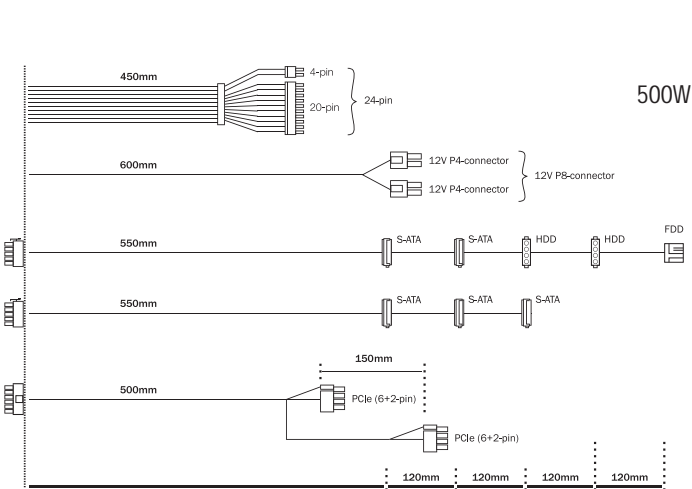 450mm
4-pin
20-pin
24-pin
500W
600mm
12V P4-connector
12V P4-connector
12V P8-connector
550mm
S-ATA
S-ATA
HDD
HDD
FDD
550mm
S-ATA
S-ATA
S-ATA
150mm
500mm
PCIe (6+2-pin)
PCIe (6+2-pin)
120mm
120mm
120mm
120mm